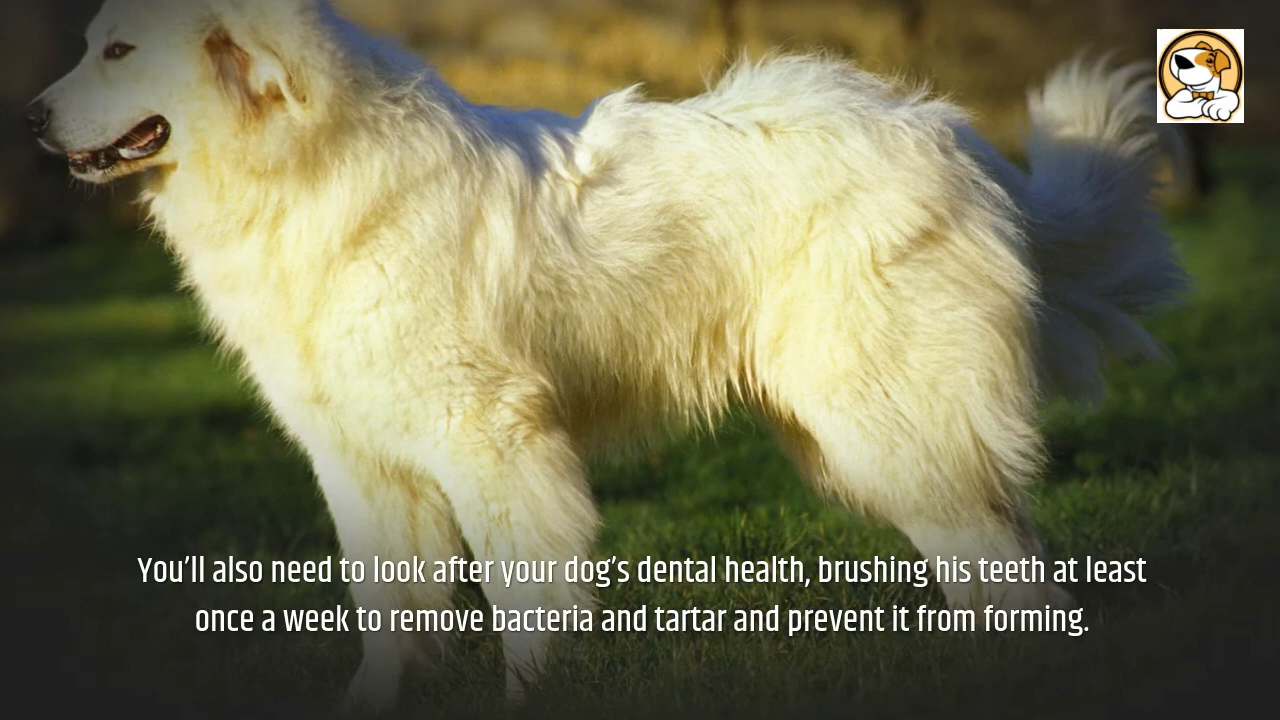 You’ll also need to look after your dog’s dental health, brushing his teeth at least
once a week to remove bacteria and tartar and prevent it from forming.